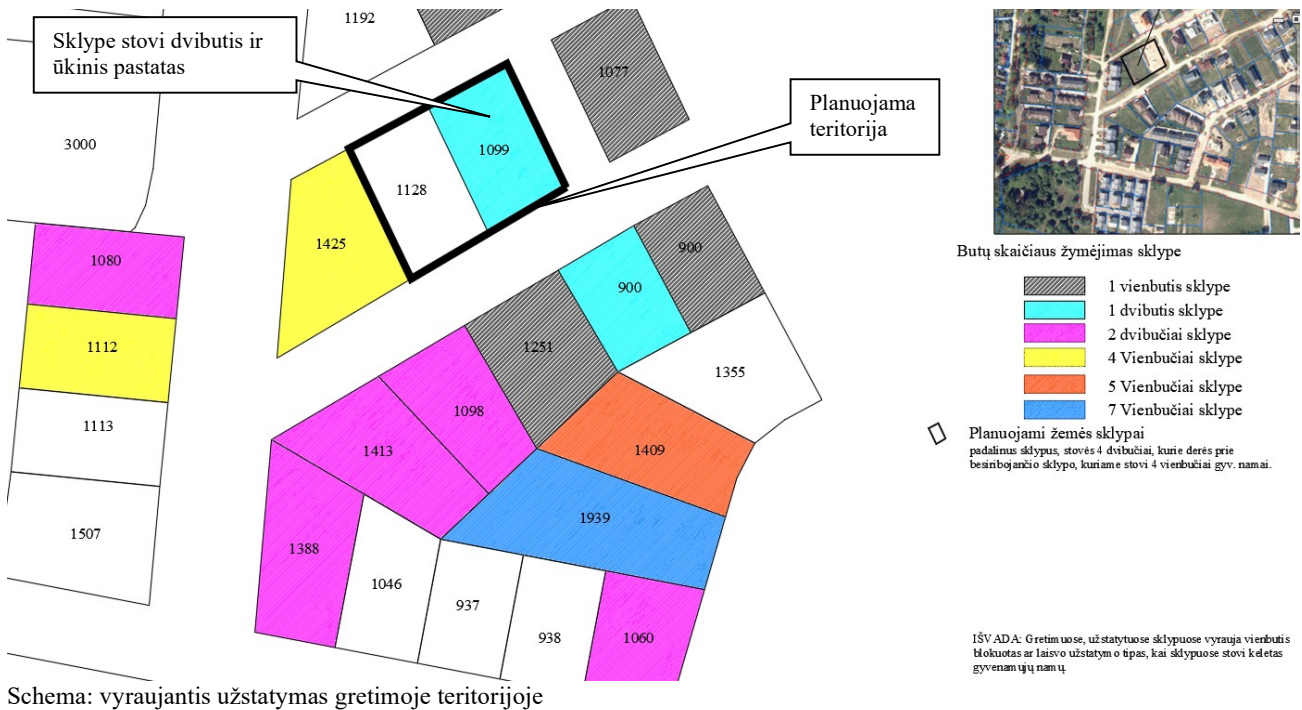 1192
Sklype stovi dvibutis ir
ūkinis pastatas
1077
Planuojama
teritorija
3000
1099
1128
1425
900
1080
900
1251
1112
1355
1098
1113
1413
1409
1939
1507
1388
1046
937
938
1060
Butų skaičiaus žymėjimas sklype
1 vienbutis sklype
1 dvibutis sklype
2 dvibučiai sklype
4 Vienbučiai sklype
5 Vienbučiai sklype
7 Vienbučiai sklype
Planuojami žemės sklypai
padalinus sklypus, stovės 4 dvibučiai, kurie derės prie
besiribojančio sklypo, kuriame stovi 4 vienbučiai gyv. namai.
IŠVADA: Gretimuose, užstatytuose sklypuose vyrauja vienbutis
blokuotas ar laisvo užstatymo tipas, kai sklypuose stovi keletas
gyvenamųjų namų.
Schema: vyraujantis užstatymas gretimoje teritorijoje